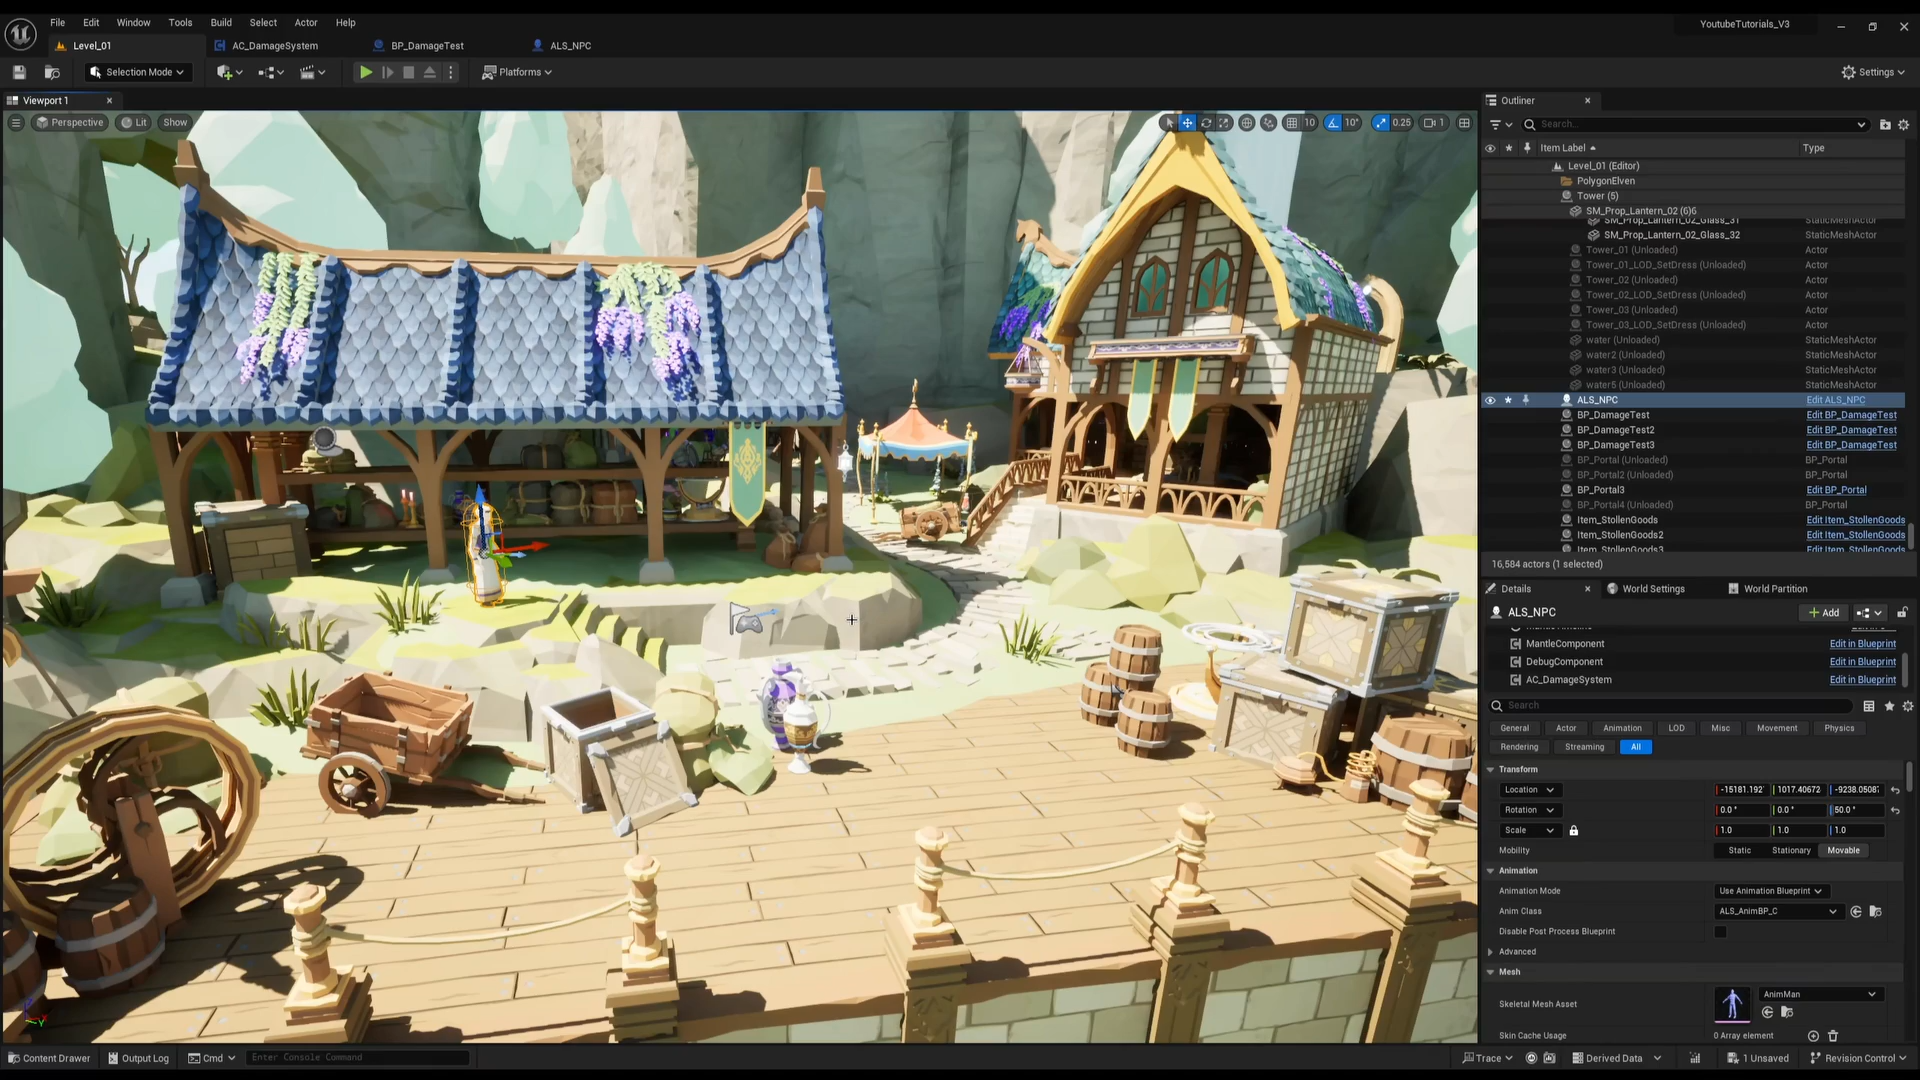 File Edit Window Tools Build Select Actor Help
YoutubeTutorials_V3
Level_01 AC_DamageSystem BP_DamageTest ALS_NPC
Selection Mode Platforms Settings
Viewport 1
Perspective Lit Show 10 10° 0.25 1
Outliner
Search...
Item Label Type
Level_01 (Editor)
PolygonElven
Tower (5)
SM_Prop_Lantern_02 (6)6
SM_Prop_Lantern_02_Glass_31 StaticMeshActor
SM_Prop_Lantern_02_Glass_32 StaticMeshActor
Tower_01 (Unloaded) Actor
Tower_01_LOD_SetDress (Unloaded) Actor
Tower_02 (Unloaded) Actor
Tower_02_LOD_SetDress (Unloaded) Actor
Tower_03 (Unloaded) Actor
Tower_03_LOD_SetDress (Unloaded) Actor
water (Unloaded) StaticMeshActor
water2 (Unloaded) StaticMeshActor
water3 (Unloaded) StaticMeshActor
water5 (Unloaded) StaticMeshActor
ALS_NPC Edit ALS_NPC
BP_DamageTest Edit BP_DamageTest
BP_DamageTest2 Edit BP_DamageTest
BP_DamageTest3 Edit BP_DamageTest
BP_Portal (Unloaded) BP_Portal
BP_Portal2 (Unloaded) BP_Portal
BP_Portal3 Edit BP_Portal
BP_Portal4 (Unloaded) BP_Portal
Item_StollenGoods Edit Item_StollenGoods
Item_StollenGoods2 Edit Item_StollenGoods
Item_StollenGoods3 Edit Item_StollenGoods
16,584 actors (1 selected)
Details World Settings World Partition
ALS_NPC Add
MantleComponent Edit in Blueprint
DebugComponent Edit in Blueprint
AC_DamageSystem Edit in Blueprint
Search
General Actor Animation LOD Misc Movement Physics
Rendering Streaming All
Transform
Location -15181.192 1017.40672 -9238.0508
Rotation 0.0° 0.0° 50.0°
Scale 1.0 1.0 1.0
Mobility Static Stationary Movable
Animation
Animation Mode Use Animation Blueprint
Anim Class ALS_AnimBP_C
Disable Post Process Blueprint
Advanced
Mesh
Skeletal Mesh Asset AnimMan
Skin Cache Usage 0 Array element
Content Drawer Output Log Cmd Enter Console Command Trace Derived Data 1 Unsaved Revision Control